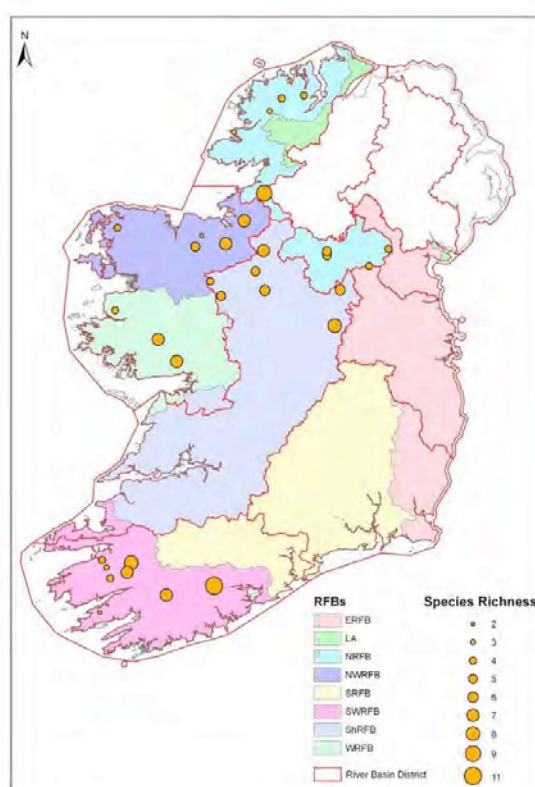 N
RFBs
ERFB
LA
NRFB
NWRFB
SRFB
SWRFB
ShRFB
WRFB
River Basin District
Species Richness
2
3
4
5
6
7
8
9
11